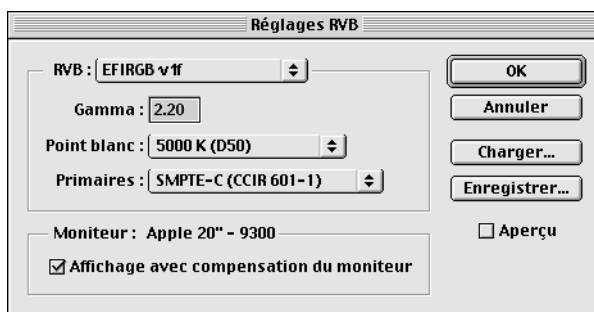 Réglages RVB
RVB : EFIRGB v1f
Gamma : 2.20
Point blanc : 5000 K (D50)
Primaires : SMPTE-C (CCIR 601-1)
Moniteur : Apple 20" - 9300
Affichage avec compensation du moniteur
OK
Annuler
Charger...
Enregistrer...
Aperçu